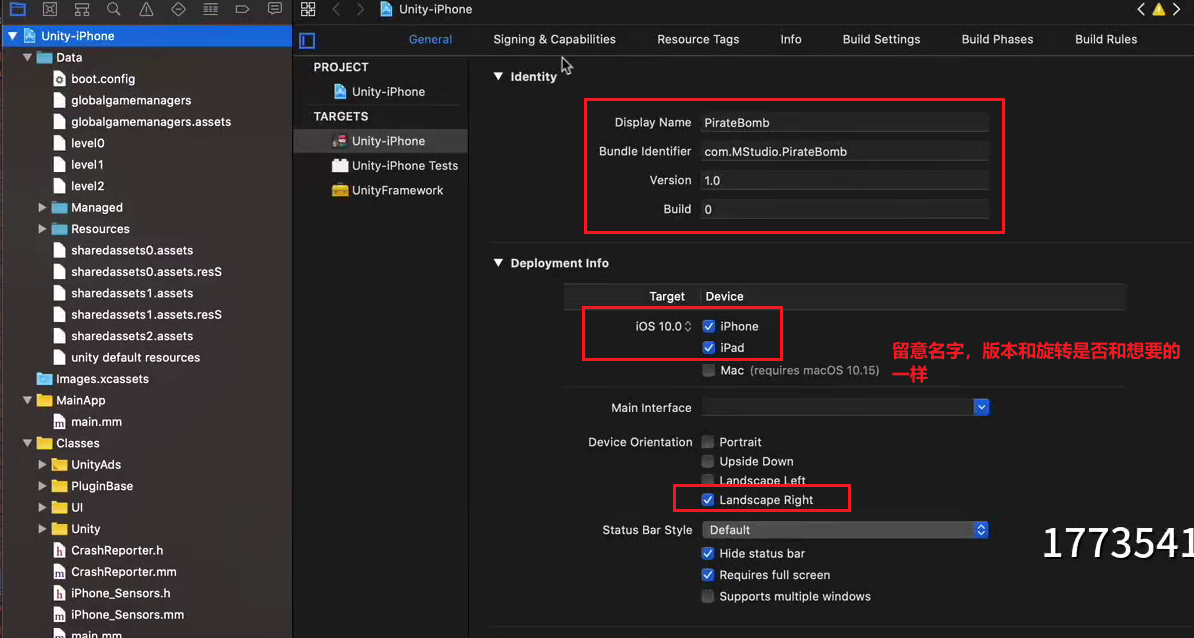 Unity-iPhone
General
Signing & Capabilities
Resource Tags
Info
Build Settings
Build Phases
Build Rules
Unity-iPhone
Data
boot.config
globalgamemanagers
globalgamemanagers.assets
level0
level1
level2
Managed
Resources
sharedassets0.assets
sharedassets0.assets.resS
sharedassets1.assets
sharedassets1.assets.resS
sharedassets2.assets
unity default resources
Images.xcassets
MainApp
main.mm
Classes
UnityAds
PluginBase
UI
Unity
CrashReporter.h
CrashReporter.mm
iPhone_Sensors.h
iPhone_Sensors.mm
main.mm
PROJECT
Unity-iPhone
TARGETS
Unity-iPhone
Unity-iPhone Tests
UnityFramework
Identity
Display Name PirateBomb
Bundle Identifier com.MStudio.PirateBomb
Version 1.0
Build 0
Deployment Info
Target Device
iOS 10.0 iPhone
iPad
Mac (requires macOS 10.15)
留意名字，版本和旋转是否和想要的
一样
Main Interface
Device Orientation Portrait
Upside Down
Landscape Left
Landscape Right
Status Bar Style Default
Hide status bar
Requires full screen
Supports multiple windows
1773541